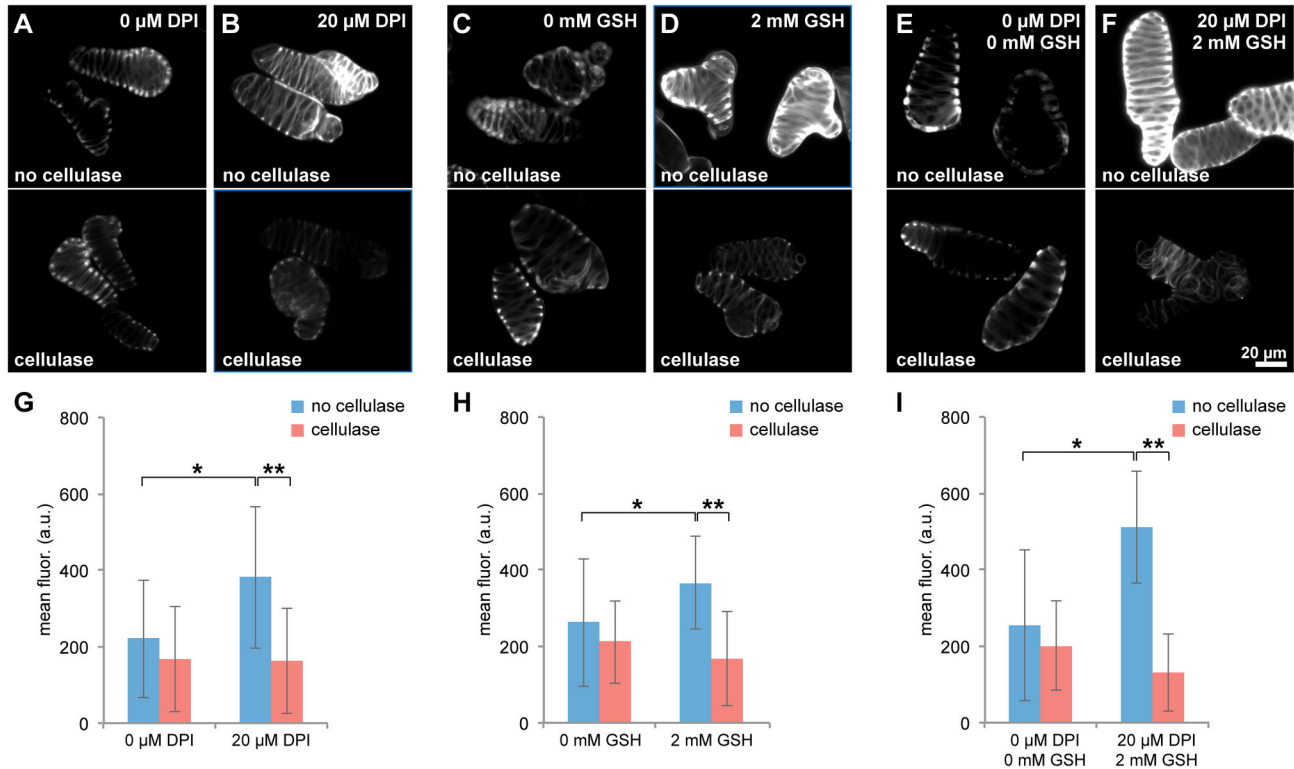 A 0 µM DPI
no cellulase
cellulase
B 20 µM DPI
no cellulase
cellulase
C 0 mM GSH
no cellulase
cellulase
D 2 mM GSH
no cellulase
cellulase
E 0 µM DPI
0 mM GSH
no cellulase
cellulase
F 20 µM DPI
2 mM GSH
no cellulase
20 µm
cellulase
G
no cellulase
cellulase
mean fluor. (a.u.)
800
600
400
200
0
* **
0 µM DPI 20 µM DPI
H
no cellulase
cellulase
mean fluor. (a.u.)
800
600
400
200
0
* **
0 mM GSH 2 mM GSH
I
no cellulase
cellulase
mean fluor. (a.u.)
800
600
400
200
0
* **
0 µM DPI 20 µM DPI
0 mM GSH 2 mM GSH